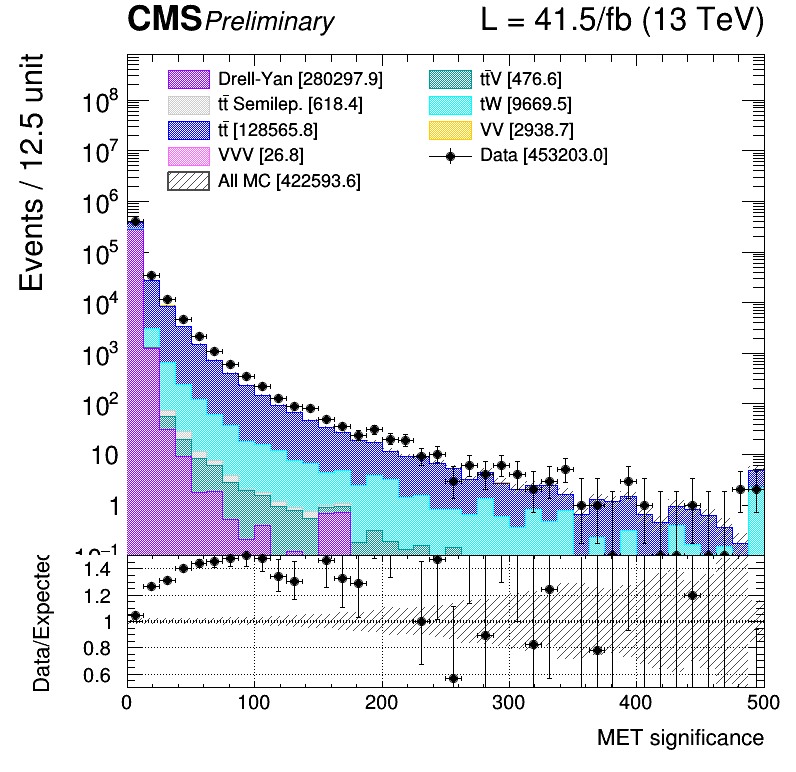 CMS Preliminary L = 41.5/fb (13 TeV)
Events / 12.5 unit
Drell-Yan [280297.9] tt̄V [476.6]
tt̄ Semilep. [618.4] tW [9669.5]
tt̄ [128565.8] VV [2938.7]
VVV [26.8] Data [453203.0]
All MC [422593.6]
10⁸
10⁷
10⁶
10⁵
10⁴
10³
10²
10
1
10⁻¹
Data/Expected
1.4
1.2
1
0.8
0.6
0 100 200 300 400 500
MET significance